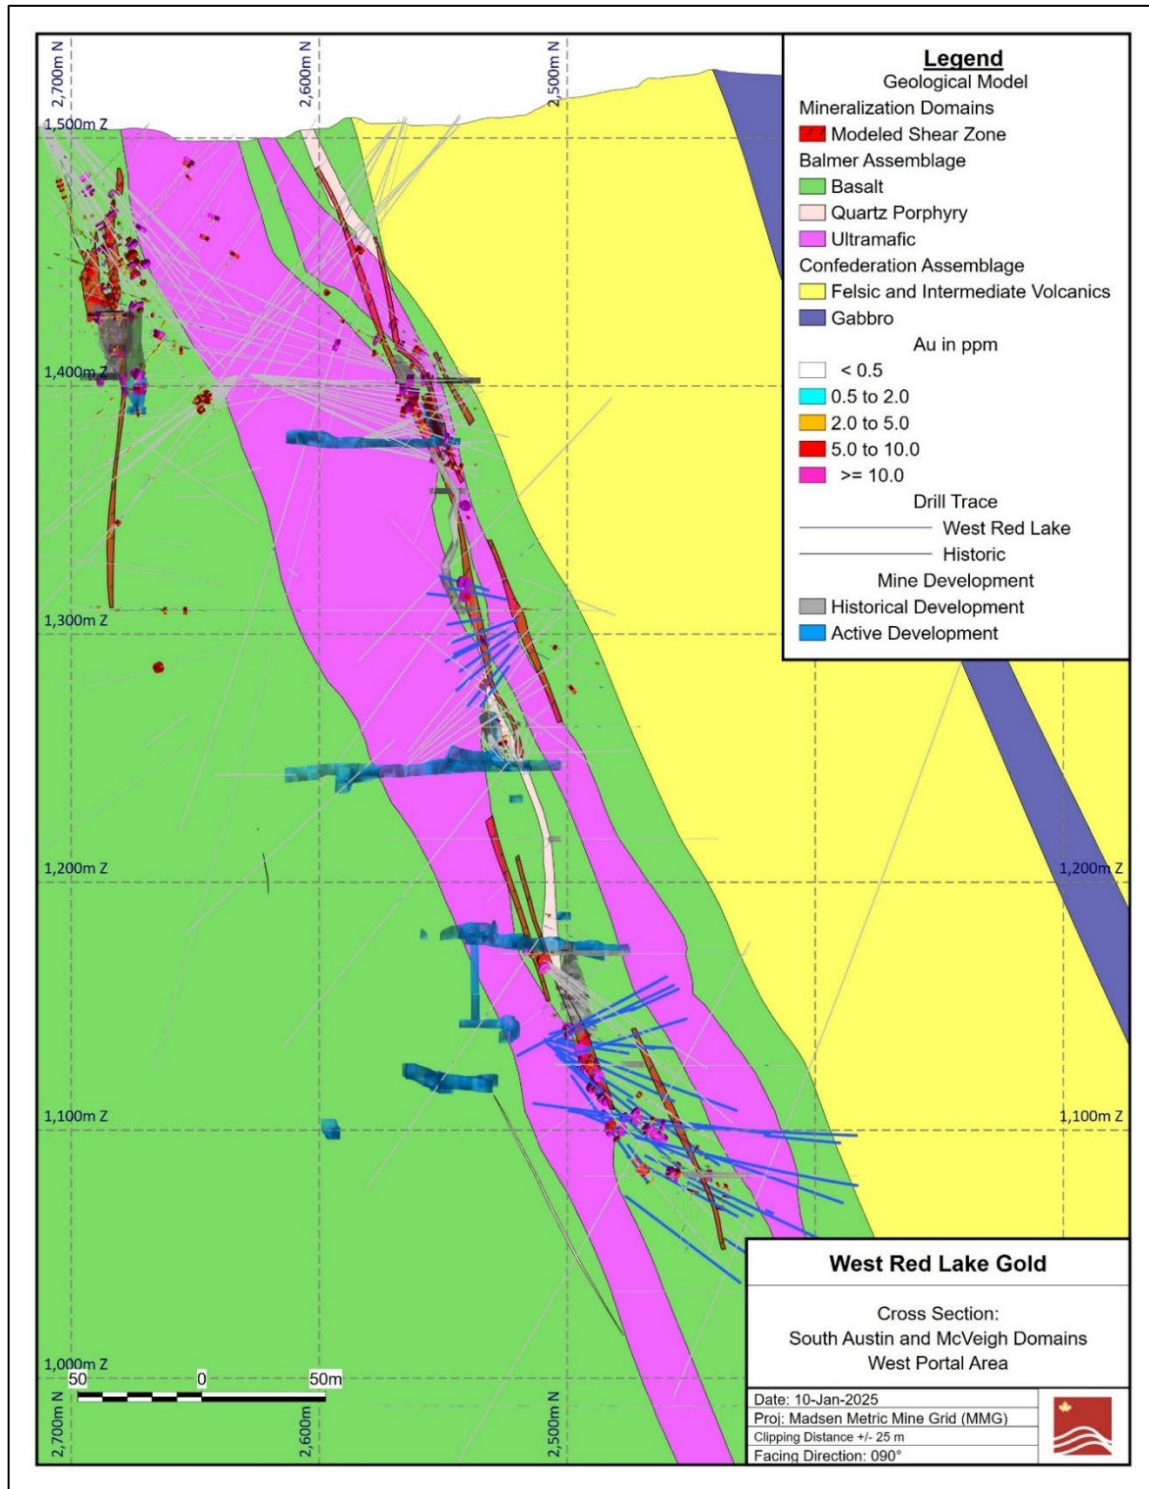 2,700m N
2,600m N
2,500m N
Legend
Geological Model
Mineralization Domains
Modeled Shear Zone
Balmer Assemblage
Basalt
Quartz Porphyry
Ultramafic
Confederation Assemblage
Felsic and Intermediate Volcanics
Gabbro
Au in ppm
< 0.5
0.5 to 2.0
2.0 to 5.0
5.0 to 10.0
>= 10.0
Drill Trace
West Red Lake
Historic
Mine Development
Historical Development
Active Development
1,500m Z
1,400m Z
1,300m Z
1,200m Z
1,200m Z
1,100m Z
1,100m Z
1,000m Z
50 0 50m
2,700m N
2,600m N
2,500m N
West Red Lake Gold
Cross Section:
South Austin and McVeigh Domains
West Portal Area
Date: 10-Jan-2025
Proj: Madsen Metric Mine Grid (MMG)
Clipping Distance +/- 25 m
Facing Direction: 090°